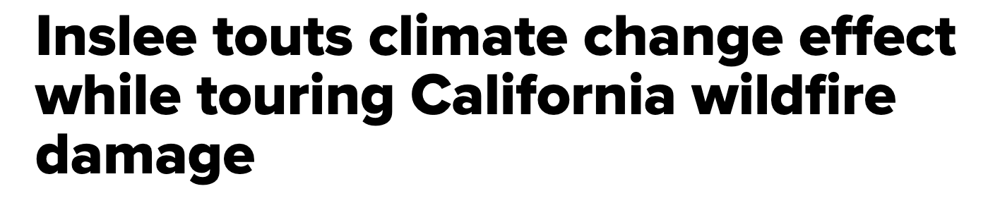 Inslee touts climate change effect
while touring California wildfire
damage